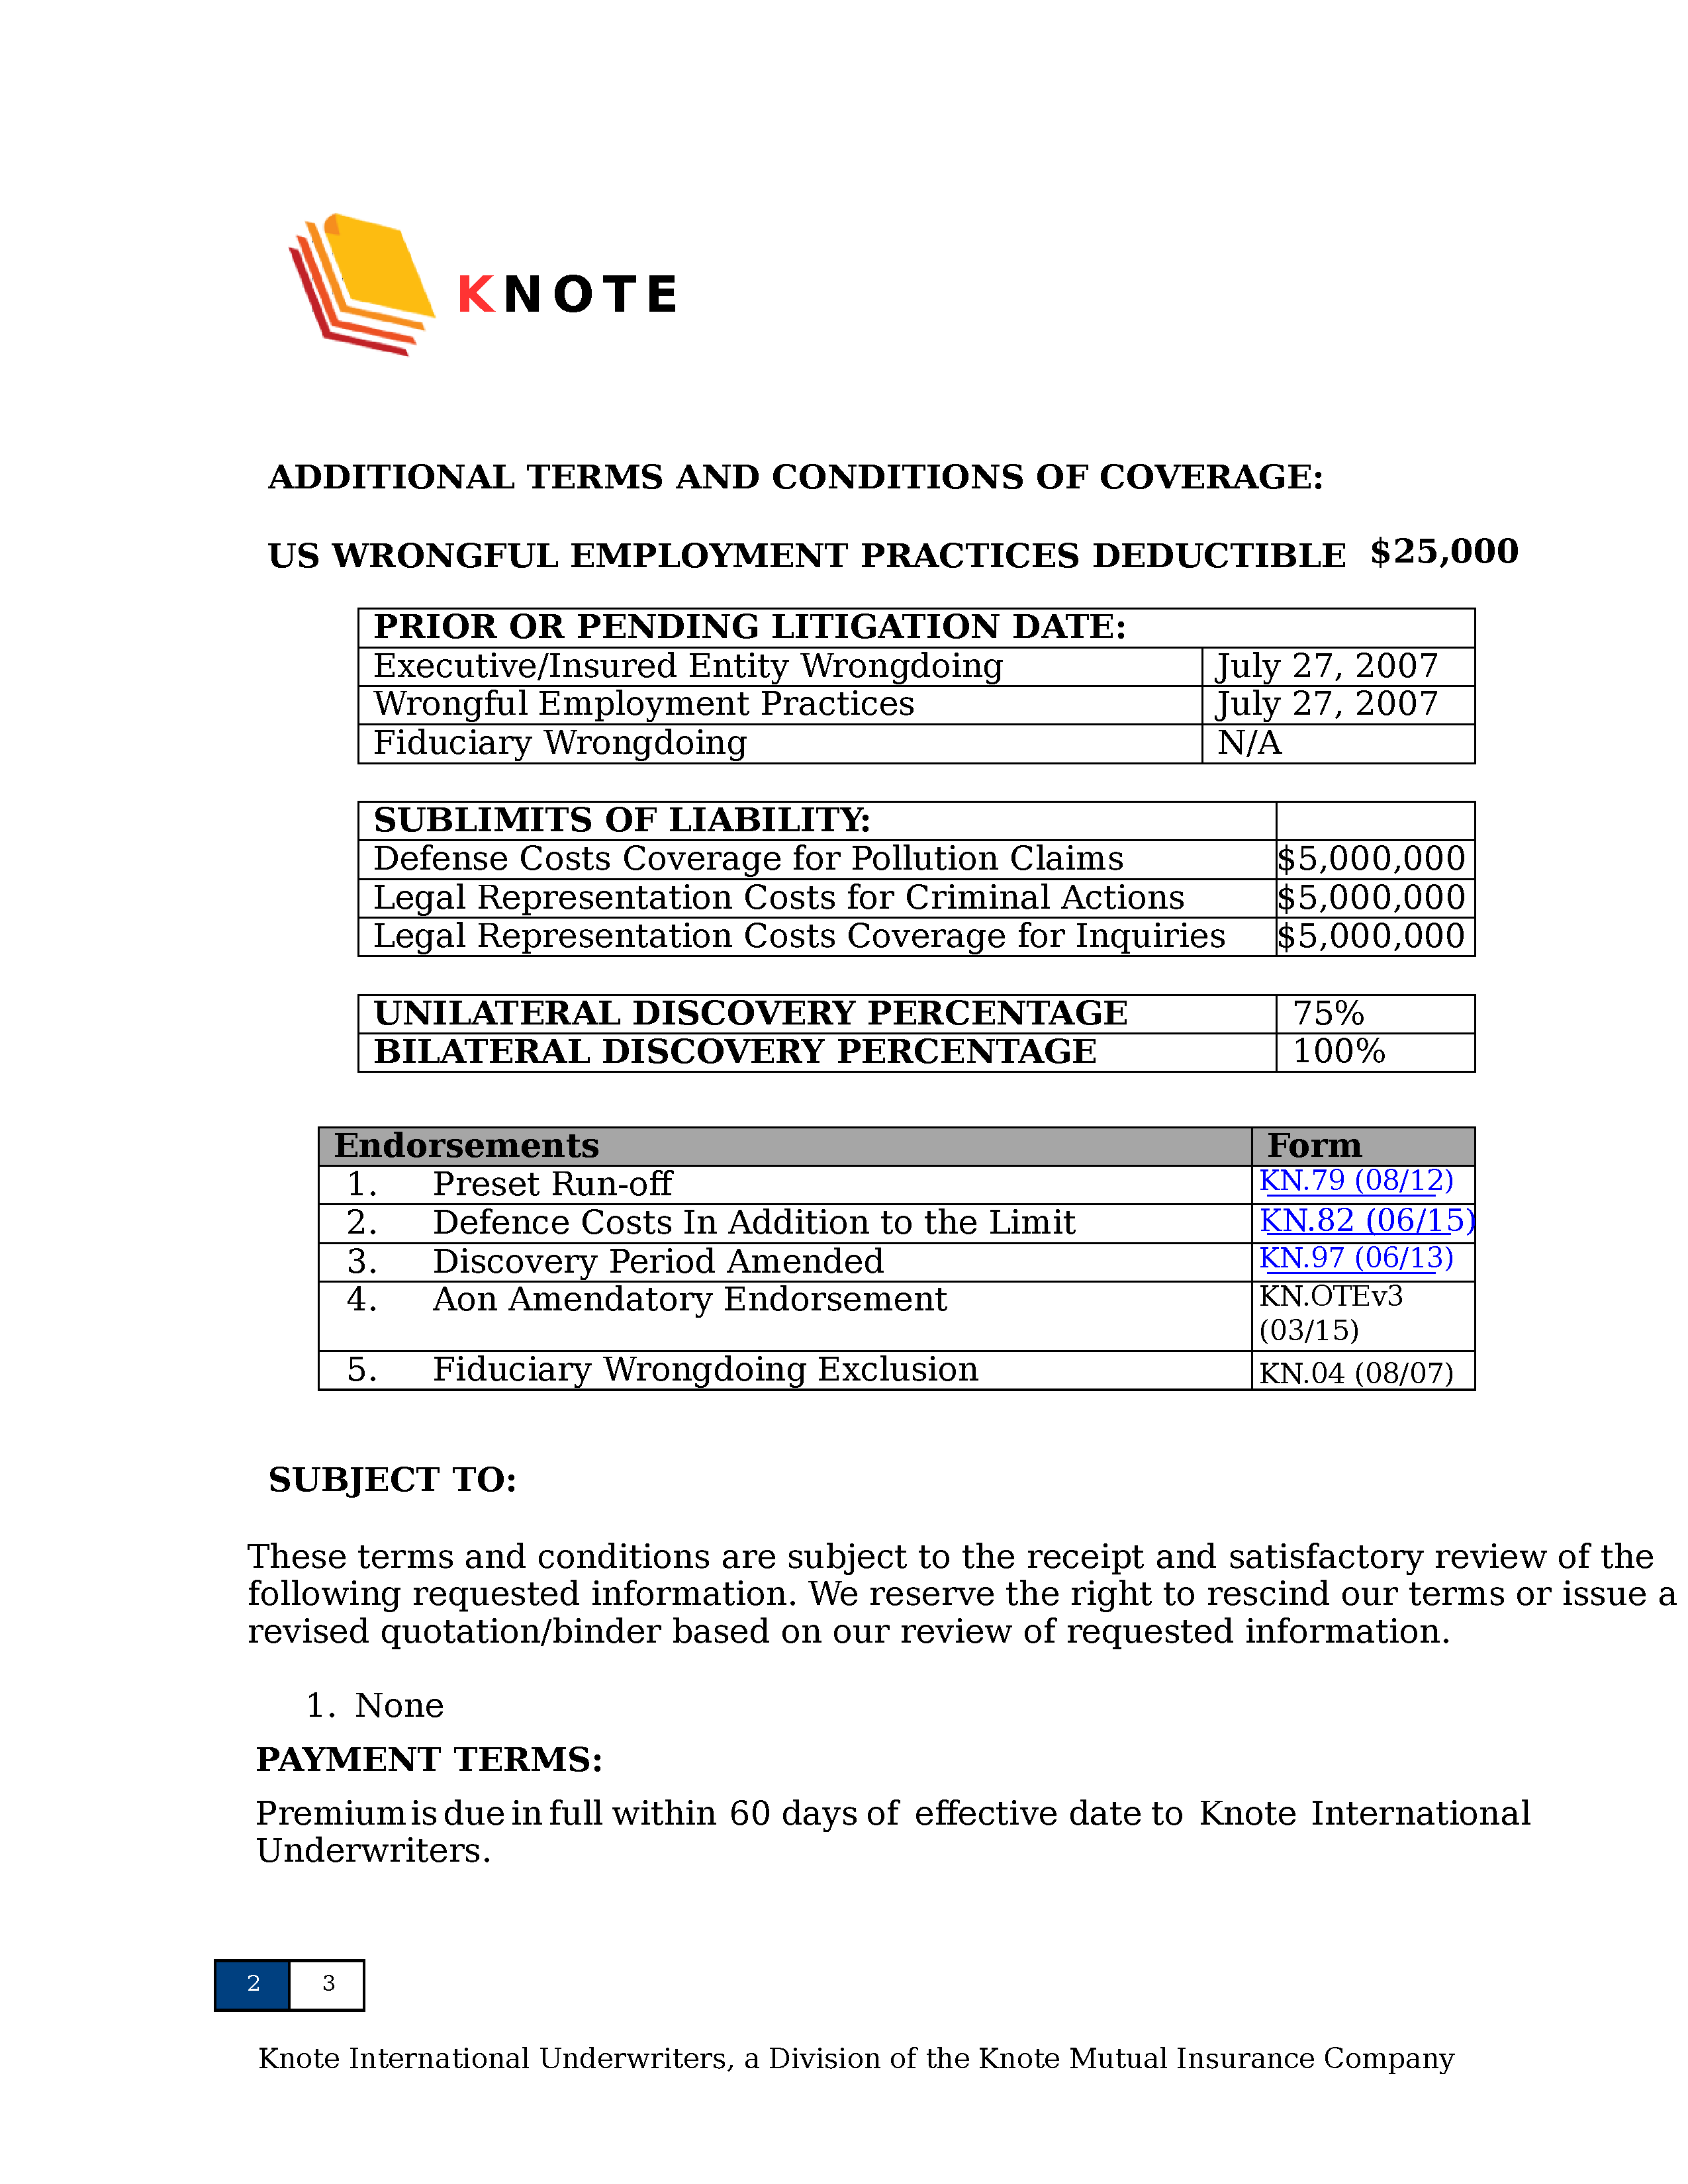 KNOTE
ADDITIONAL TERMS AND CONDITIONS OF COVERAGE:
US WRONGFUL EMPLOYMENT PRACTICES DEDUCTIBLE $25,000
PRIOR OR PENDING LITIGATION DATE:
Executive/Insured Entity Wrongdoing July 27, 2007
Wrongful Employment Practices July 27, 2007
Fiduciary Wrongdoing N/A
SUBLIMITS OF LIABILITY:
Defense Costs Coverage for Pollution Claims $5,000,000
Legal Representation Costs for Criminal Actions $5,000,000
Legal Representation Costs Coverage for Inquiries $5,000,000
UNILATERAL DISCOVERY PERCENTAGE 75%
BILATERAL DISCOVERY PERCENTAGE 100%
Endorsements Form
1. Preset Run-off KN.79 (08/12)
2. Defence Costs In Addition to the Limit KN.82 (06/15)
3. Discovery Period Amended KN.97 (06/13)
4. Aon Amendatory Endorsement KN.OTEv3
(03/15)
5. Fiduciary Wrongdoing Exclusion KN.04 (08/07)
SUBJECT TO:
These terms and conditions are subject to the receipt and satisfactory review of the
following requested information. We reserve the right to rescind our terms or issue a
revised quotation/binder based on our review of requested information.
1. None
PAYMENT TERMS:
Premium is due in full within 60 days of effective date to Knote International
Underwriters.
2 3
Knote International Underwriters, a Division of the Knote Mutual Insurance Company